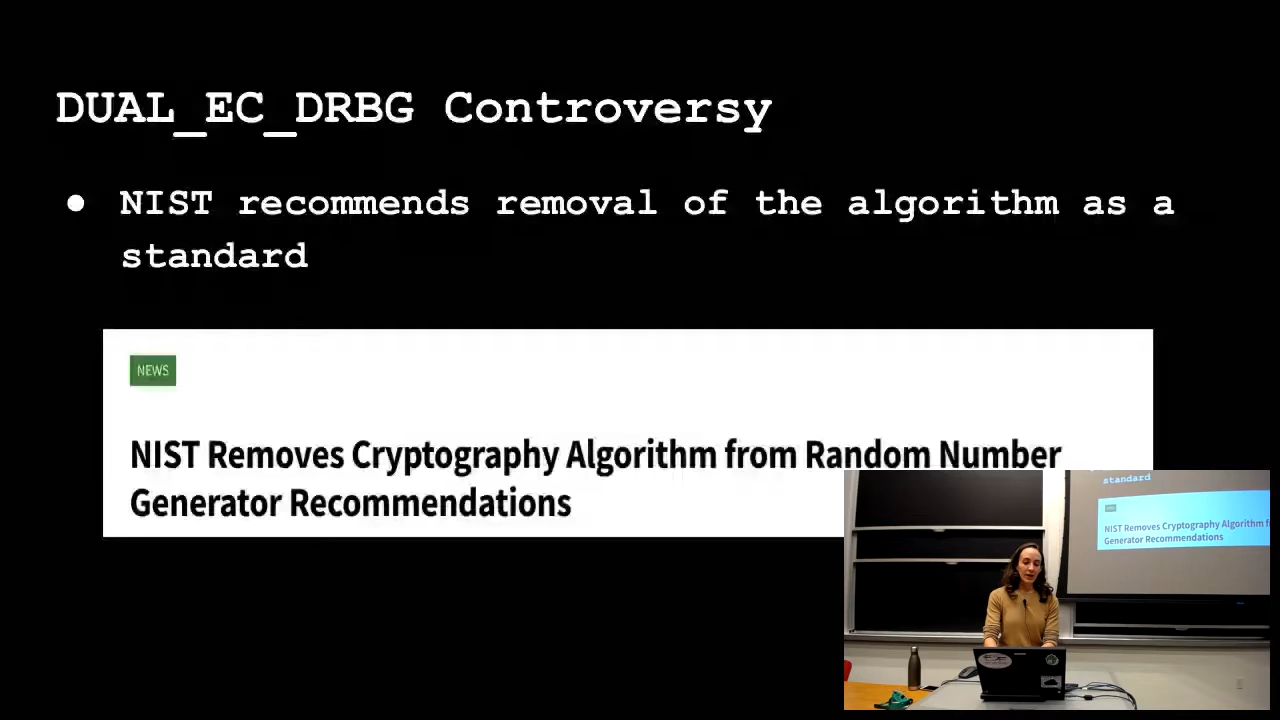 DUAL_EC_DRBG Controversy
● NIST recommends removal of the algorithm as a
standard
NEWS
NIST Removes Cryptography Algorithm from Random Number
Generator Recommendations
standard
NIST Removes Cryptography Algorithm
Generator Recommendations